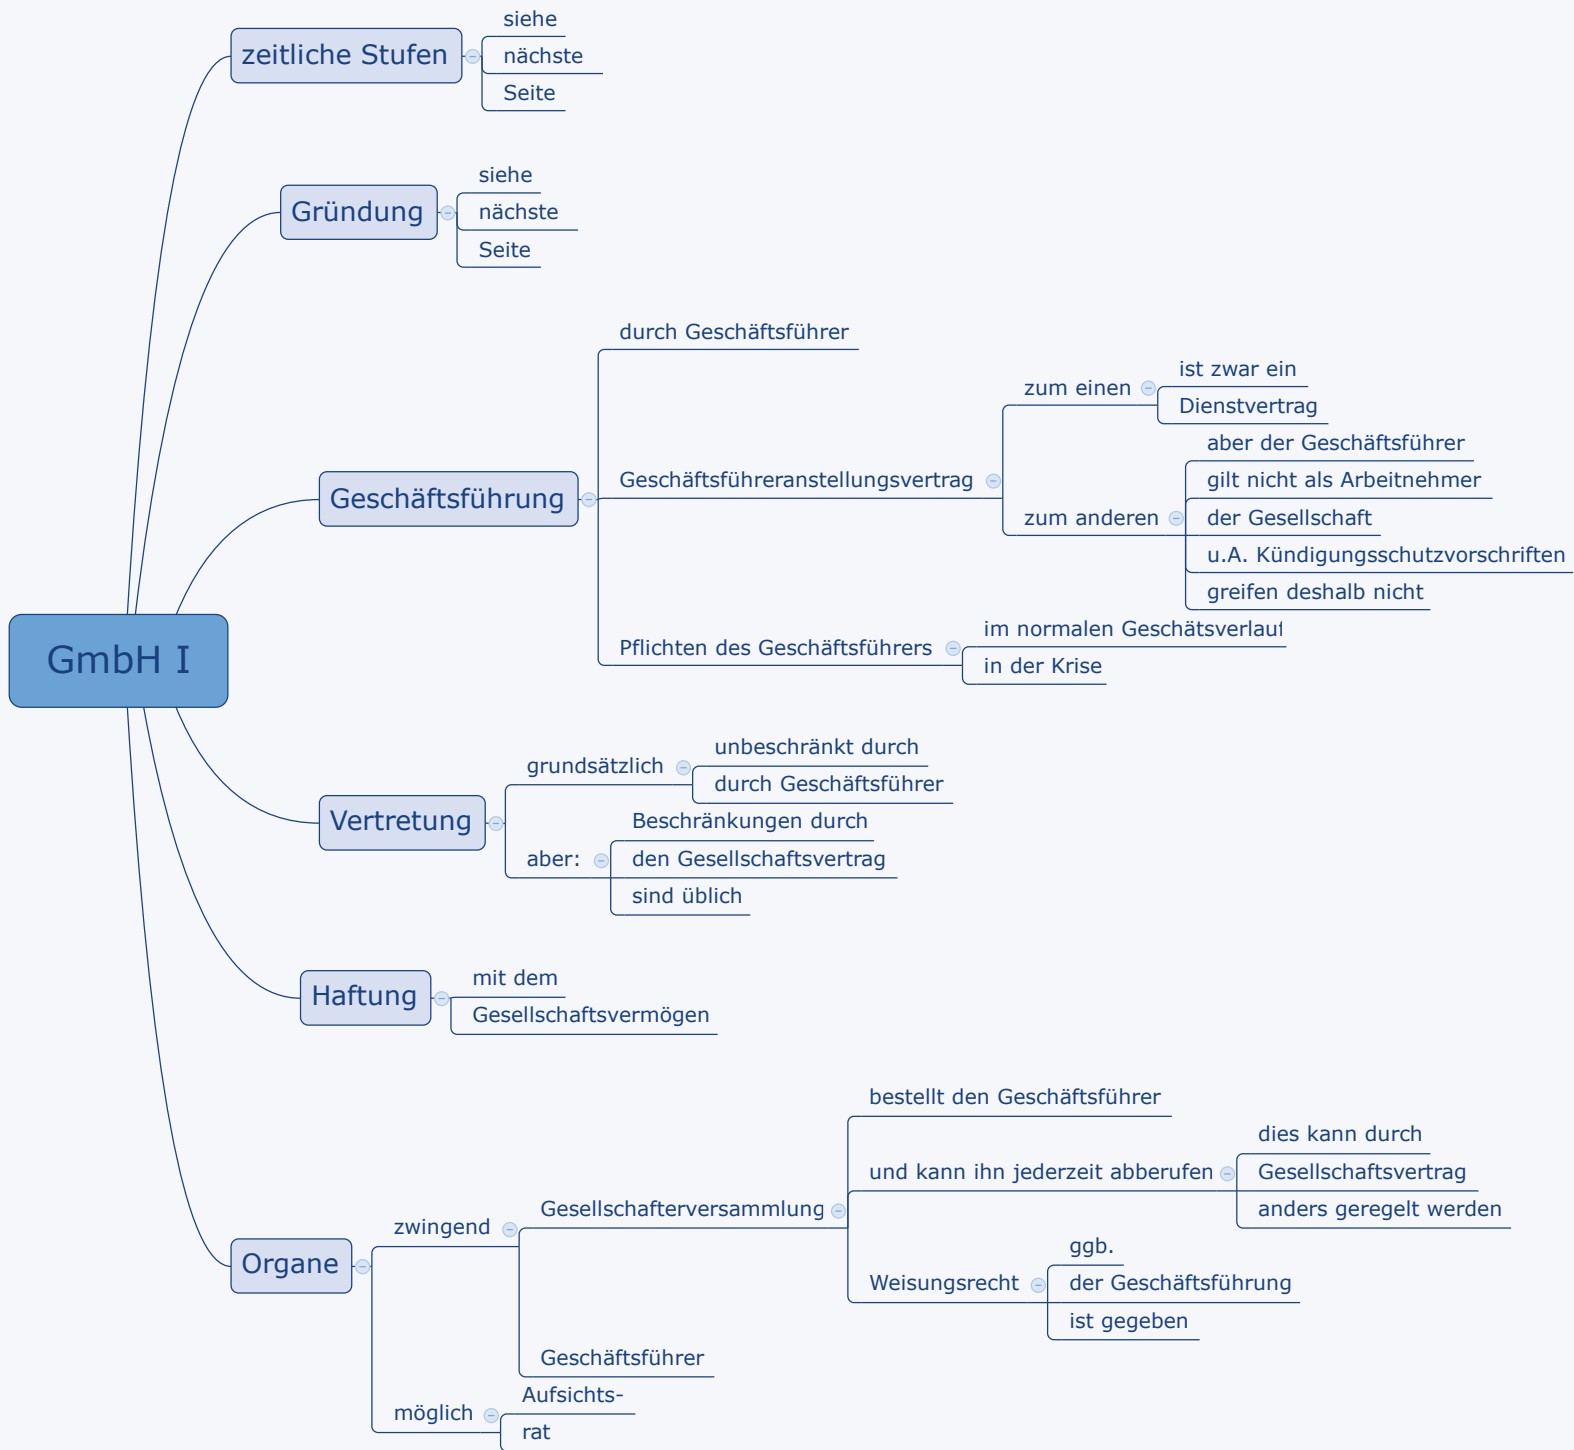 siehe
zeitliche Stufen
nächste
Seite
siehe
Gründung
nächste
Seite
durch Geschäftsführer
ist zwar ein
zum einen
Dienstvertrag
aber der Geschäftsführer
Geschäftsführeranstellungsvertrag
gilt nicht als Arbeitnehmer
Geschäftsführung
zum anderen
der Gesellschaft
u.A. Kündigungsschutzvorschriften
greifen deshalb nicht
im normalen Geschätsverlauf
Pflichten des Geschäftsführers
in der Krise
GmbH I
unbeschränkt durch
grundsätzlich
durch Geschäftsführer
Vertretung
Beschränkungen durch
aber:
den Gesellschaftsvertrag
sind üblich
mit dem
Haftung
Gesellschaftsvermögen
bestellt den Geschäftsführer
dies kann durch
und kann ihn jederzeit abberufen
Gesellschaftsvertrag
anders geregelt werden
Gesellschafterversammlung
zwingend
ggb.
Organe
Weisungsrecht
der Geschäftsführung
ist gegeben
Geschäftsführer
Aufsichts-
möglich
rat